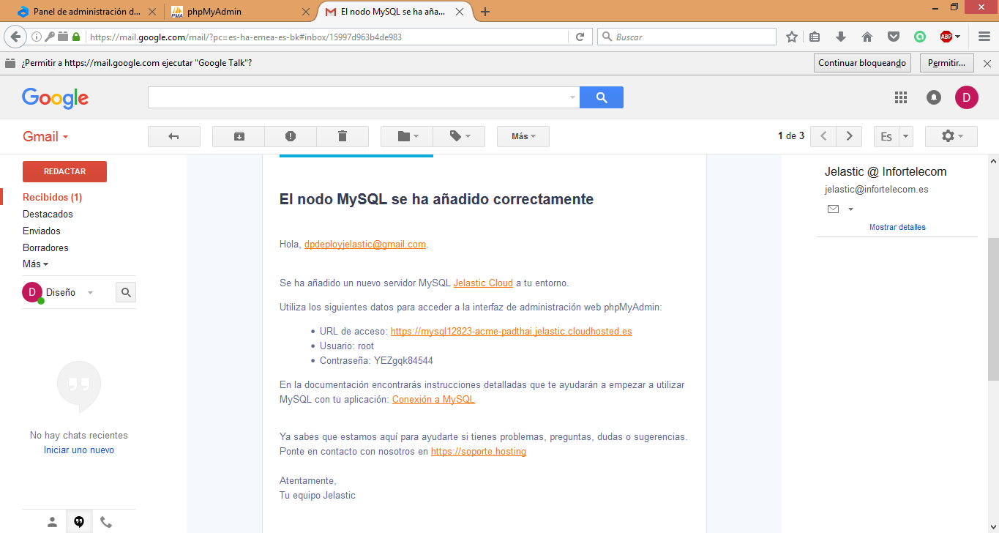 Panel de administración d...
phpMyAdmin
El nodo MySQL se ha aña...
https://mail.google.com/mail/?pc=es-ha-emea-es-bk#inbox/15997d963b4de983
Buscar
ABP
¿Permitir a https://mail.google.com ejecutar "Google Talk"?
Continuar bloqueando
Permitir...
Google
D
Gmail
Más
1 de 3
Es
REDACTAR
Recibidos (1)
Destacados
Enviados
Borradores
Más
D
Diseño
No hay chats recientes
Iniciar uno nuevo
El nodo MySQL se ha añadido correctamente
Hola, dpdeployjelastic@gmail.com.
Se ha añadido un nuevo servidor MySQL Jelastic Cloud a tu entorno.
Utiliza los siguientes datos para acceder a la interfaz de administración web phpMyAdmin:
• URL de acceso: https://mysql12823-acme-padthai.jelastic.cloudhosted.es
• Usuario: root
• Contraseña: YEZgqk84544
En la documentación encontrarás instrucciones detalladas que te ayudarán a empezar a utilizar
MySQL con tu aplicación: Conexión a MySQL
Ya sabes que estamos aquí para ayudarte si tienes problemas, preguntas, dudas o sugerencias.
Ponte en contacto con nosotros en https://soporte.hosting
Atentamente,
Tu equipo Jelastic
Jelastic @ Infortelecom
jelastic@infortelecom.es
Mostrar detalles